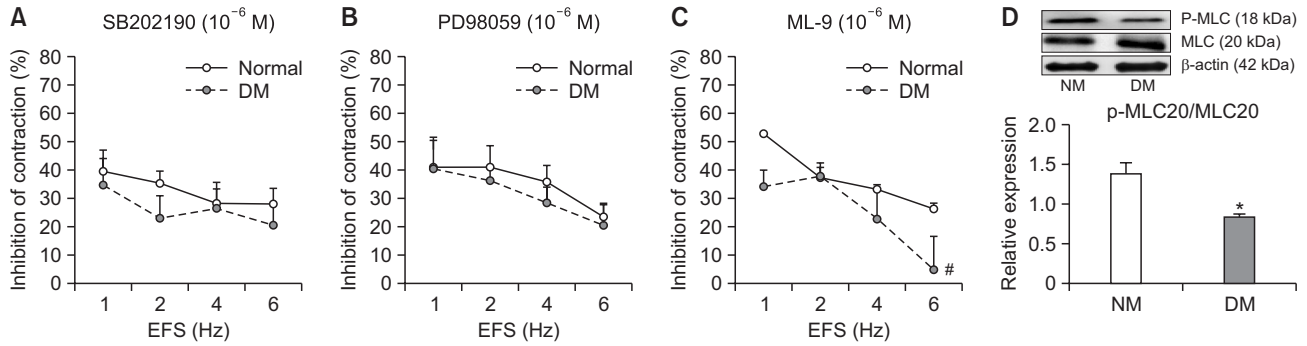 A
SB202190 (10⁻⁶ M)
Inhibition of contraction (%)
80
70
60
50
40
30
20
10
0
Normal
DM
1 2 4 6
EFS (Hz)
B
PD98059 (10⁻⁶ M)
Inhibition of contraction (%)
80
70
60
50
40
30
20
10
0
Normal
DM
1 2 4 6
EFS (Hz)
C
ML-9 (10⁻⁶ M)
Inhibition of contraction (%)
80
70
60
50
40
30
20
10
0
Normal
DM
#
1 2 4 6
EFS (Hz)
D
P-MLC (18 kDa)
MLC (20 kDa)
β-actin (42 kDa)
NM DM
p-MLC20/MLC20
Relative expression
2.0
1.5
1.0
0.5
0
*
NM DM